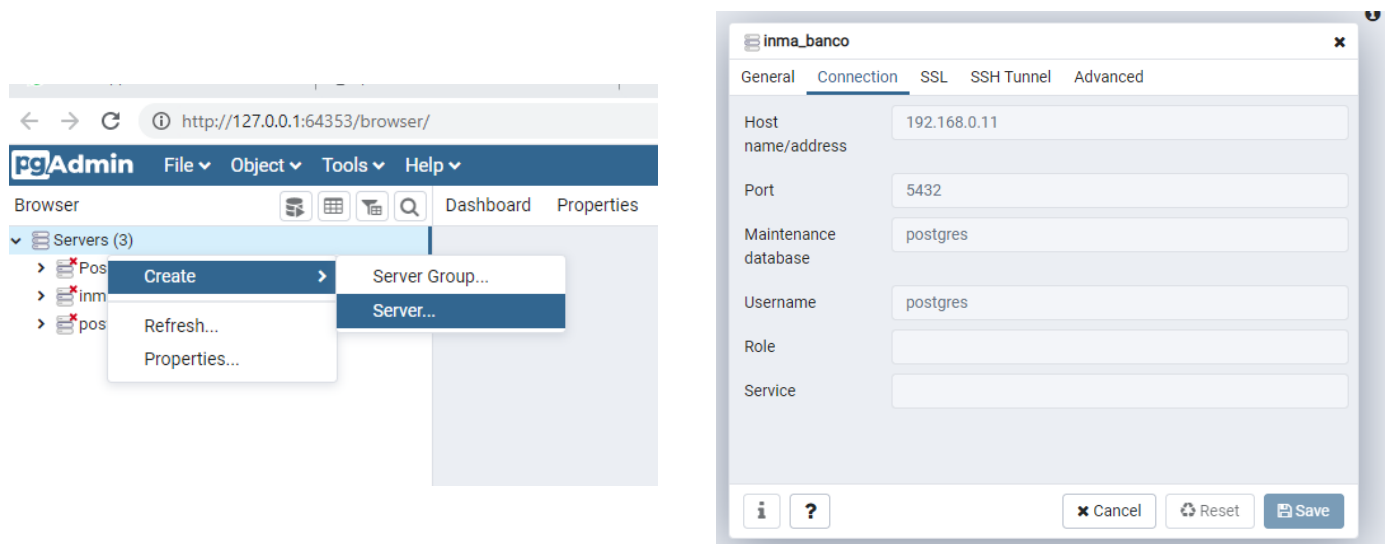 http://127.0.0.1:64353/browser/
pgAdmin File Object Tools Help
Browser Dashboard Properties
Servers (3)
Pos
inm
pos
Create
Refresh...
Properties...
Server Group...
Server...
inma_banco
General Connection SSL SSH Tunnel Advanced
Host name/address
192.168.0.11
Port
5432
Maintenance database
postgres
Username
postgres
Role
Service
i ? Cancel Reset Save